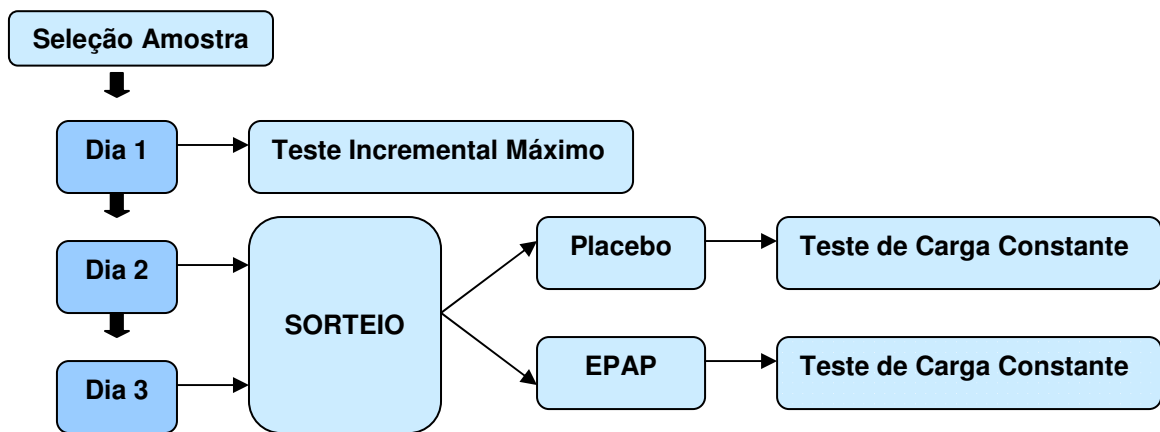 Seleção Amostra
Dia 1
Teste Incremental Máximo
Dia 2
SORTEIO
Placebo
Teste de Carga Constante
Dia 3
EPAP
Teste de Carga Constante